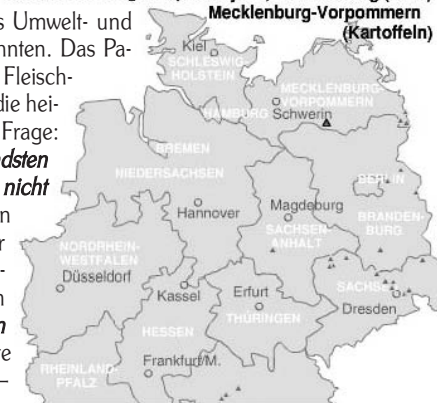 Mecklenburg-Vorpommern
(Kartoffeln)
s Umwelt- und
nnten. Das Pa-
Fleisch-
die hei-
Frage:
dsten
nicht
n
r
-
n
n
te
–
Kiel
SCHLESWIG-
HOLSTEIN
MECKLENBURG-
VORPOMMERN
HAMBURG
Schwerin
BREMEN
NIEDERSACHSEN
Hannover
Magdeburg
BERLIN
BRANDEN-
BURG
SACHSEN-
ANHALT
NORDRHEIN-
WESTFALEN
Düsseldorf
Kassel
Erfurt
SACHSEN
Dresden
THÜRINGEN
HESSEN
Frankfurt/M.
RHEINLAND-
PFALZ